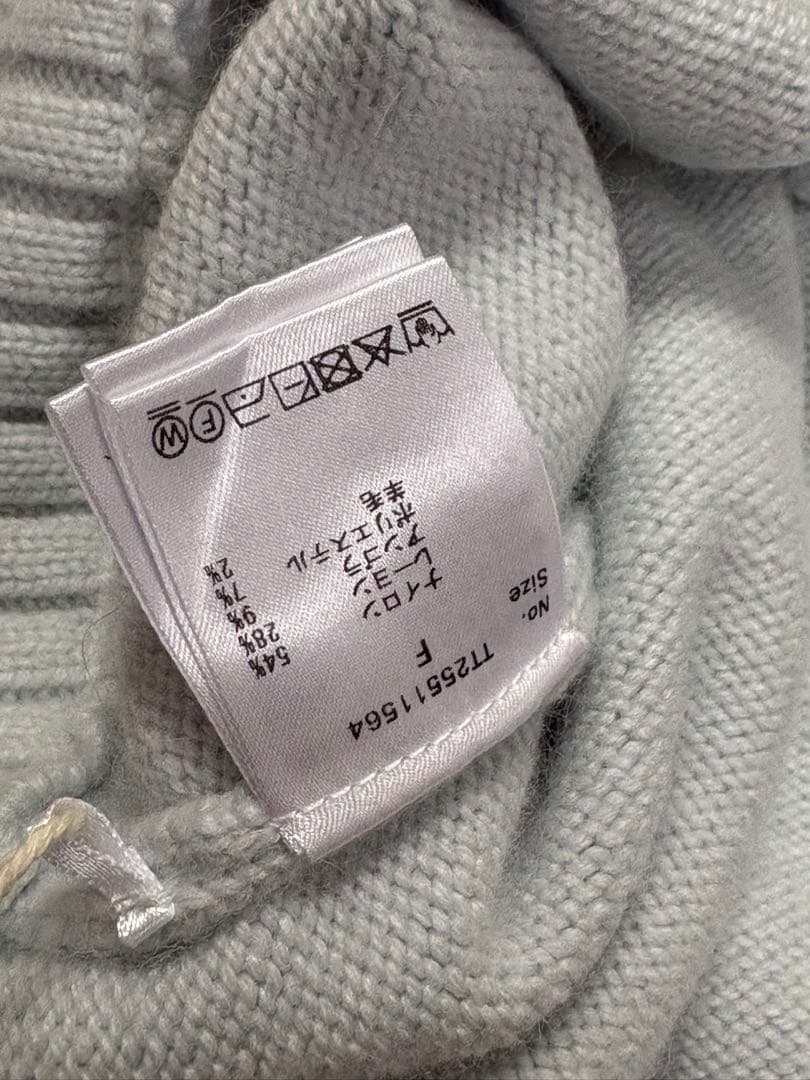 No. TT25511564
Size F
ナイロン 54%
レーヨン 28%
アンゴラ 9%
ポリエステル 7%
羊毛 2%
F W